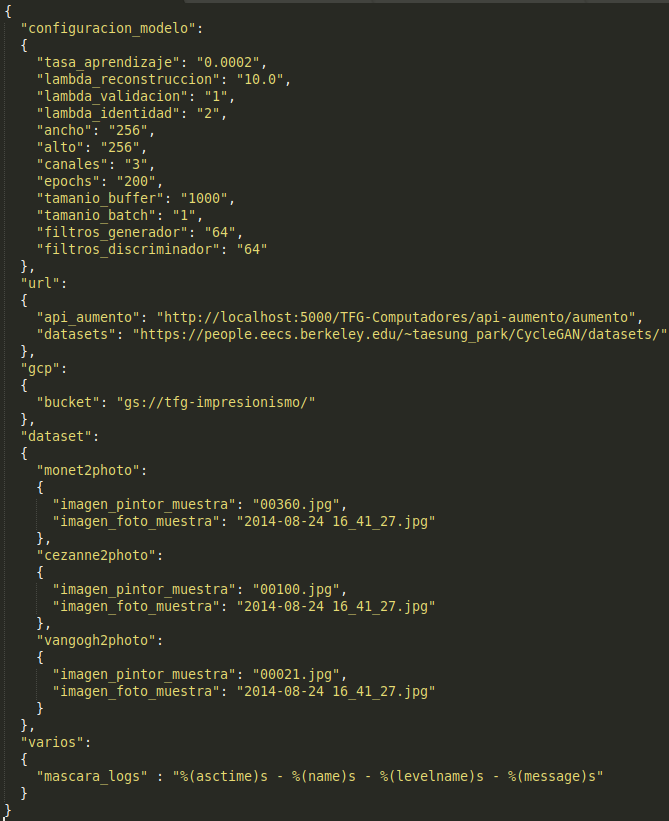 {
"configuracion_modelo":
{
"tasa_aprendizaje": "0.0002",
"lambda_reconstruccion": "10.0",
"lambda_validacion": "1",
"lambda_identidad": "2",
"ancho": "256",
"alto": "256",
"canales": "3",
"epochs": "200",
"tamanio_buffer": "1000",
"tamanio_batch": "1",
"filtros_generador": "64",
"filtros_discriminador": "64"
},
"url":
{
"api_aumento": "http://localhost:5000/TFG-Computadores/api-aumento/aumento",
"datasets": "https://people.eecs.berkeley.edu/~taesung_park/CycleGAN/datasets/"
},
"gcp":
{
"bucket": "gs://tfg-impresionismo/"
},
"dataset":
{
"monet2photo":
{
"imagen_pintor_muestra": "00360.jpg",
"imagen_foto_muestra": "2014-08-24 16_41_27.jpg"
},
"cezanne2photo":
{
"imagen_pintor_muestra": "00100.jpg",
"imagen_foto_muestra": "2014-08-24 16_41_27.jpg"
},
"vangogh2photo":
{
"imagen_pintor_muestra": "00021.jpg",
"imagen_foto_muestra": "2014-08-24 16_41_27.jpg"
}
},
"varios":
{
"mascara_logs" : "%(asctime)s - %(name)s - %(levelname)s - %(message)s"
}
}